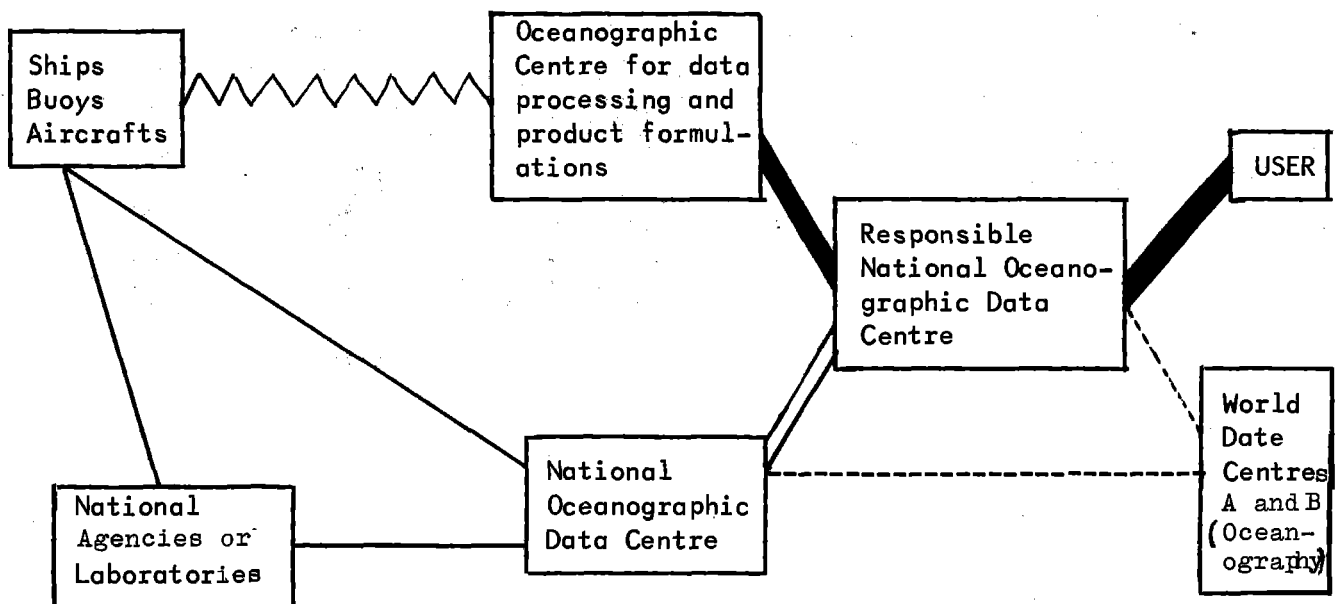 Ships
Buoys
Aircrafts
Oceanographic
Centre for data
processing and
product formul-
ations
USER
Responsible
National Oceano-
graphic Data
Centre
National
Agencies or
Laboratories
National
Oceanographic
Data Centre
World
Date
Centres
A and B
(Ocean-
ography)